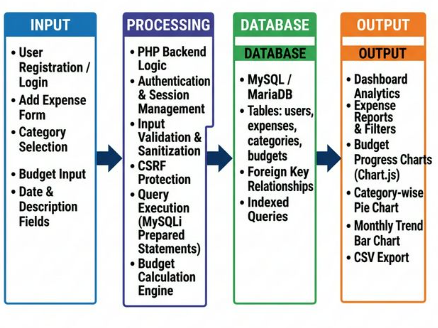 INPUT
• User
Registration /
Login
• Add Expense
Form
• Category
Selection
• Budget Input
• Date &
Description
Fields
PROCESSING
• PHP Backend
Logic
• Authentication
& Session
Management
• Input
Validation &
Sanitization
• CSRF
Protection
• Query
Execution
(MySQLi
Prepared
Statements)
• Budget
Calculation
Engine
DATABASE
DATABASE
• MySQL /
MariaDB
• Tables: users,
expenses,
categories,
budgets
• Foreign Key
Relationships
• Indexed
Queries
OUTPUT
OUTPUT
• Dashboard
Analytics
• Expense
Reports
& Filters
• Budget
Progress Charts
(Chart.js)
• Category-wise
Pie Chart
• Monthly Trend
Bar Chart
• CSV Export